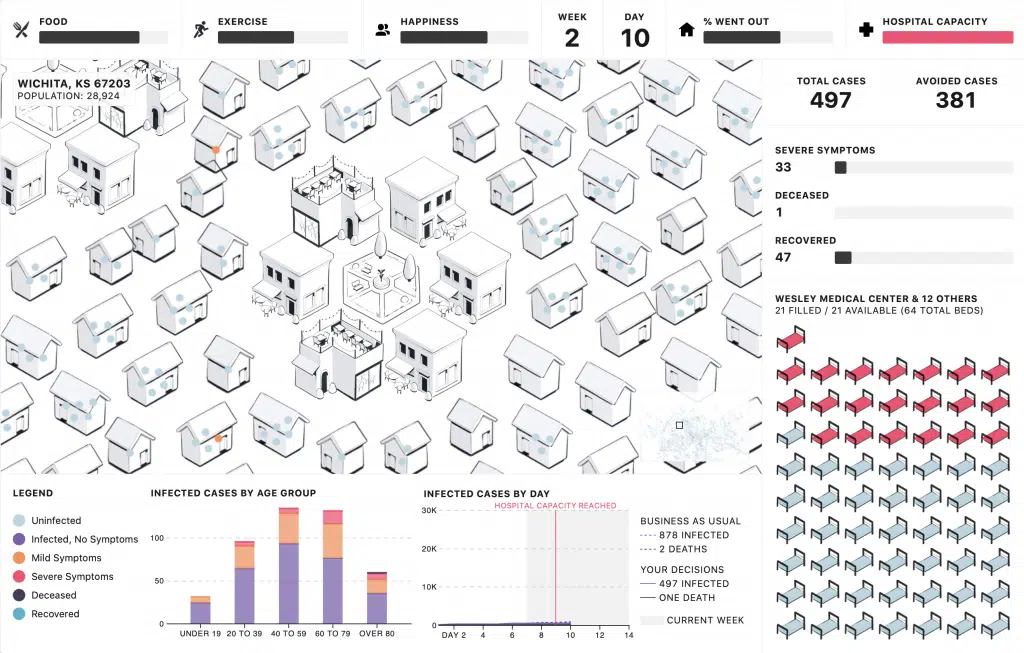 FOOD
EXERCISE
HAPPINESS
WEEK
2
DAY
10
% WENT OUT
HOSPITAL CAPACITY
WICHITA, KS 67203
POPULATION: 28,924
TOTAL CASES
497
AVOIDED CASES
381
SEVERE SYMPTOMS
33
DECEASED
1
RECOVERED
47
WESLEY MEDICAL CENTER & 12 OTHERS
21 FILLED / 21 AVAILABLE (64 TOTAL BEDS)
LEGEND
Uninfected
Infected, No Symptoms
Mild Symptoms
Severe Symptoms
Deceased
Recovered
INFECTED CASES BY AGE GROUP
100
50
0
UNDER 19
20 TO 39
40 TO 59
60 TO 79
OVER 80
INFECTED CASES BY DAY
HOSPITAL CAPACITY REACHED
30K
20K
10K
0
DAY 2
4
6
8
10
12
14
BUSINESS AS USUAL
878 INFECTED
2 DEATHS
YOUR DECISIONS
497 INFECTED
ONE DEATH
CURRENT WEEK